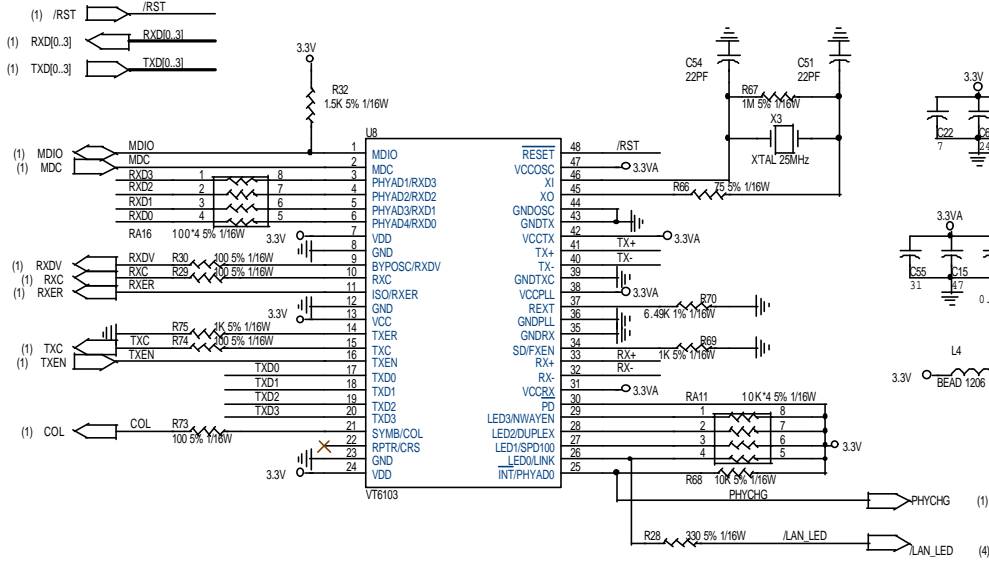 (1) /RST /RST
(1) RXD[0..3] RXD[0..3]
(1) TXD[0..3] TXD[0..3]
3.3V
R32
1.5K 5% 1/16W
C54
22PF
C51
22PF
R67
1M 5% 1/16W
X3
X'TAL 25MHz
3.3V
C22
7
U8
(1) MDIO MDIO 1 MDIO
(1) MDC MDC 2 MDC
RXD3 1 8 3 PHYAD1/RXD3
RXD2 2 7 4 PHYAD2/RXD2
RXD1 3 6 5 PHYAD3/RXD1
RXD0 4 5 6 PHYAD4/RXD0
RA16 100*4 5% 1/16W
3.3V 7 VDD
8 GND
(1) RXDV RXDV R30 100 5% 1/16W 9 BYPOSC/RXDV
(1) RXC RXC R29 100 5% 1/16W 10 RXC
(1) RXER RXER 11 ISO/RXER
12 GND
3.3V 13 VCC
R75 1K 5% 1/16W 14 TXER
(1) TXC TXC R74 100 5% 1/16W 15 TXC
(1) TXEN TXEN 16 TXEN
TXD0 17 TXD0
TXD1 18 TXD1
TXD2 19 TXD2
TXD3 20 TXD3
(1) COL COL R73 100 5% 1/16W 21 SYMB/COL
22 RPTR/CRS
23 GND
3.3V 24 VDD
VT6103
RESET 48 /RST
VCCOSC 47 3.3VA
XI 46
XO 45 R66 75 5% 1/16W
GNDOSC 44
GNDTX 43
VCCTX 42 3.3VA
TX+ 41 TX+
TX- 40 TX-
GNDTXC 39
VCCPLL 38 3.3VA
REXT 37 6.49K 1% 1/16W R70
GNDPLL 36
GNDRX 35
SD/FXEN 34 1K 5% 1/16W R69
RX+ 33 RX+
RX- 32 RX-
VCCRX 31 3.3VA
PD 30 RA11 10K*4 5% 1/16W
LED3/NWAYEN 29 1 8
LED2/DUPLEX 28 2 7
LED1/SPD100 27 3 6 3.3V
LED0/LINK 26 4 5
INT/PHYAD0 25 R68 10K 5% 1/16W
PHYCHG PHYCHG (1)
R28 330 5% 1/16W /LAN_LED /LAN_LED (4)
3.3VA
C55
31
C15
47
L4
3.3V BEAD 1206